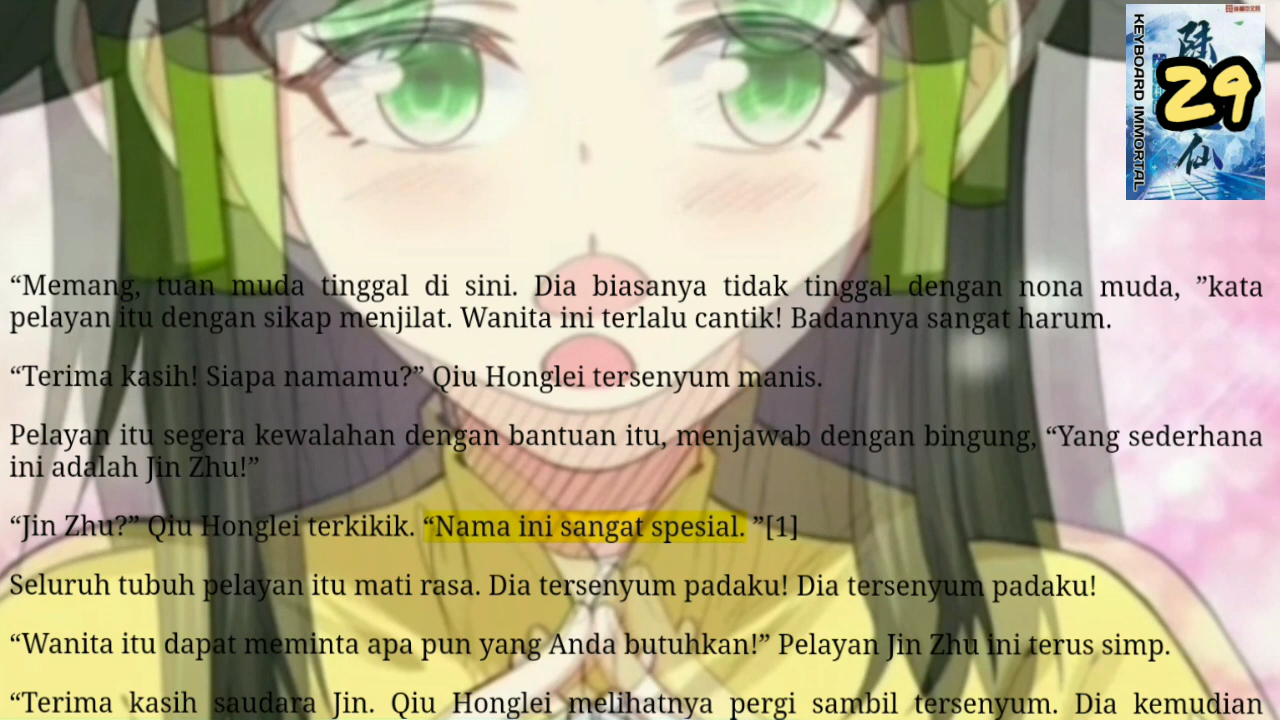 KEYBOARD IMMORTAL
陆
29
仙
“Memang, tuan muda tinggal di sini. Dia biasanya tidak tinggal dengan nona muda, ”kata
pelayan itu dengan sikap menjilat. Wanita ini terlalu cantik! Badannya sangat harum.
“Terima kasih! Siapa namamu?” Qiu Honglei tersenyum manis.
Pelayan itu segera kewalahan dengan bantuan itu, menjawab dengan bingung, “Yang sederhana
ini adalah Jin Zhu!”
“Jin Zhu?” Qiu Honglei terkikik. “Nama ini sangat spesial. ”[1]
Seluruh tubuh pelayan itu mati rasa. Dia tersenyum padaku! Dia tersenyum padaku!
“Wanita itu dapat meminta apa pun yang Anda butuhkan!” Pelayan Jin Zhu ini terus simp.
“Terima kasih saudara Jin. Qiu Honglei melihatnya pergi sambil tersenyum. Dia kemudian